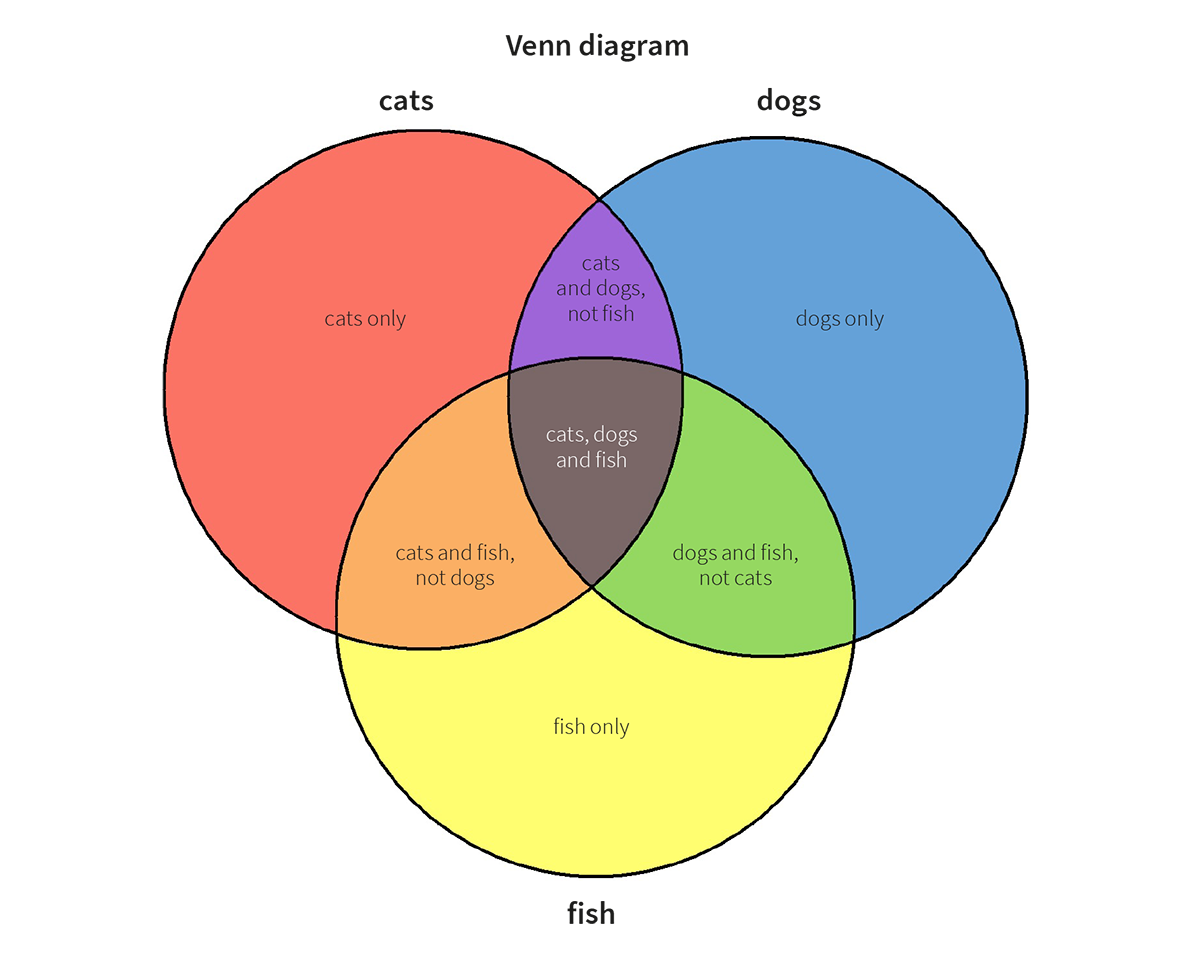 Venn diagram
cats
dogs
cats
and dogs,
not fish
cats only
dogs only
cats, dogs
and fish
cats and fish,
not dogs
dogs and fish,
not cats
fish only
fish